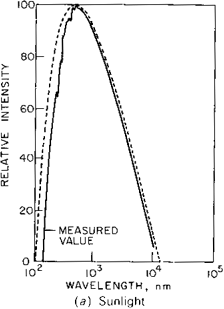 100
80
60
40
20
0
RELATIVE INTENSITY
MEASURED
VALUE
10² 10³ 10⁴ 10⁵
WAVELENGTH, nm
(a) Sunlight